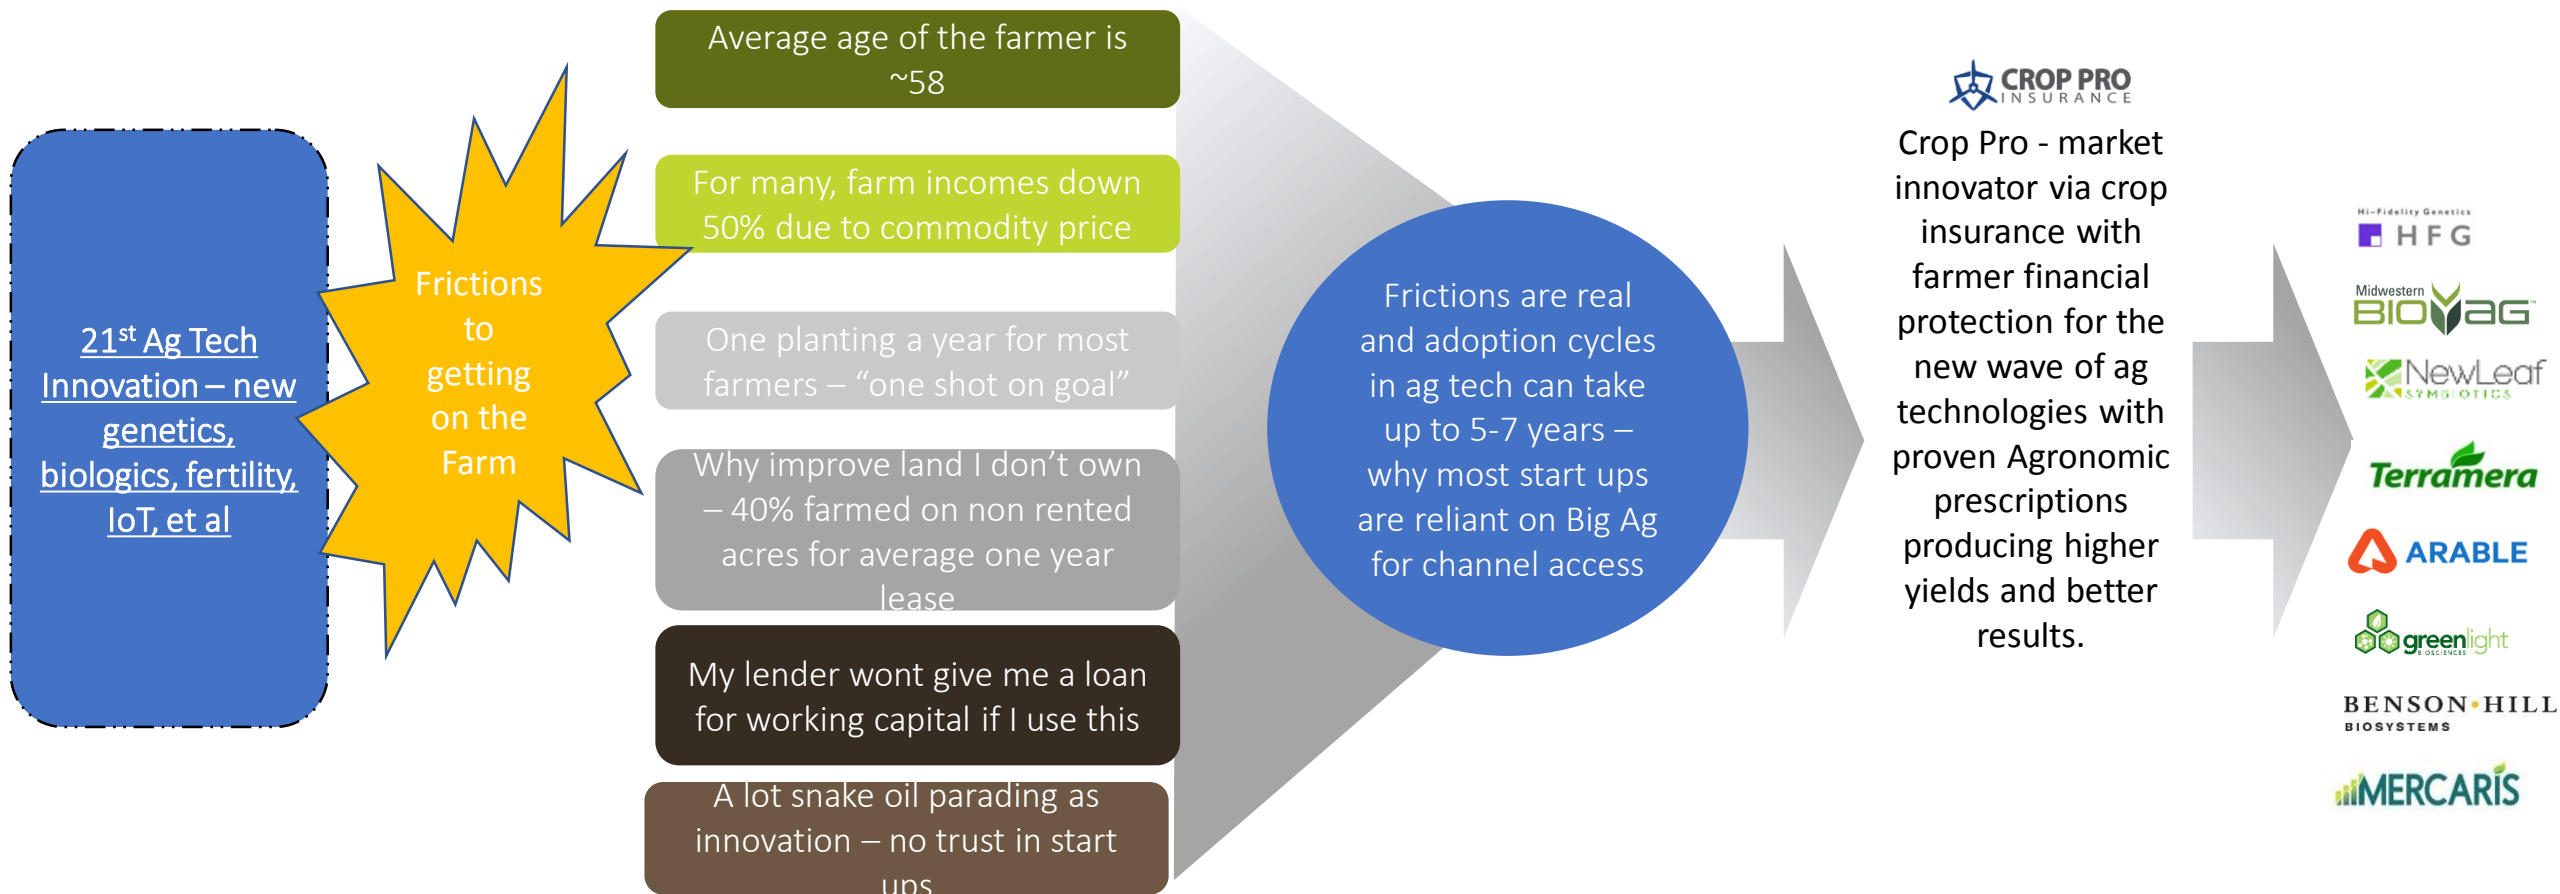 21st Ag Tech
Innovation – new
genetics,
biologics, fertility,
IoT, et al
Frictions
to
getting
on the
Farm
Average age of the farmer is
~58
For many, farm incomes down
50% due to commodity price
One planting a year for most
farmers – “one shot on goal”
Why improve land I don’t own
– 40% farmed on non rented
acres for average one year
lease
My lender wont give me a loan
for working capital if I use this
A lot snake oil parading as
innovation – no trust in start
ups
Frictions are real
and adoption cycles
in ag tech can take
up to 5-7 years –
why most start ups
are reliant on Big Ag
for channel access
CROP PRO
INSURANCE
Crop Pro - market
innovator via crop
insurance with
farmer financial
protection for the
new wave of ag
technologies with
proven Agronomic
prescriptions
producing higher
yields and better
results.
Hi-Fidelity Genetics
HFG
Midwestern
BIO ag™
NewLeaf
SYMBIOTICS
Terramera
ARABLE
greenlight
BIOSCIENCES
BENSON•HILL
BIOSYSTEMS
MERCARIS